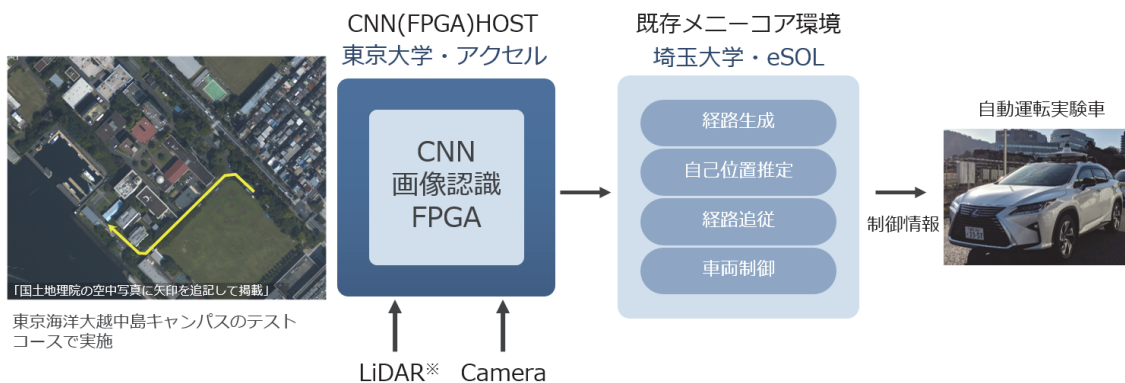 CNN(FPGA)HOST
東京大学・アクセル
既存メニーコア環境
埼玉大学・eSOL
「国土地理院の空中写真に矢印を追記して掲載」
東京海洋大越中島キャンパスのテスト
コースで実施
CNN
画像認識
FPGA
LiDAR※
Camera
経路生成
自己位置推定
経路追従
車両制御
制御情報
自動運転実験車